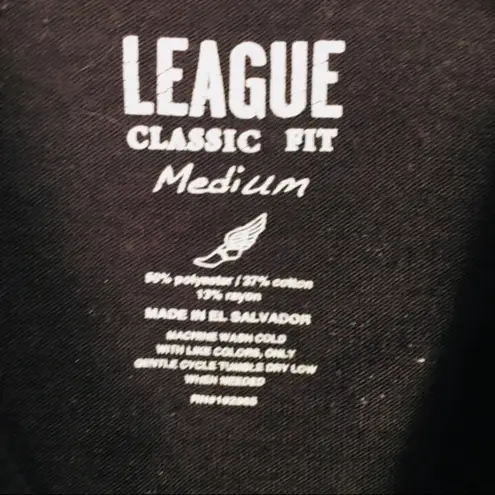 LEAGUE
CLASSIC FIT
Medium
50% polyester / 37% cotton
13% rayon
MADE IN EL SALVADOR
MACHINE WASH COLD
WITH LIKE COLORS, ONLY
GENTLE CYCLE TUMBLE DRY LOW
WHEN NEEDED